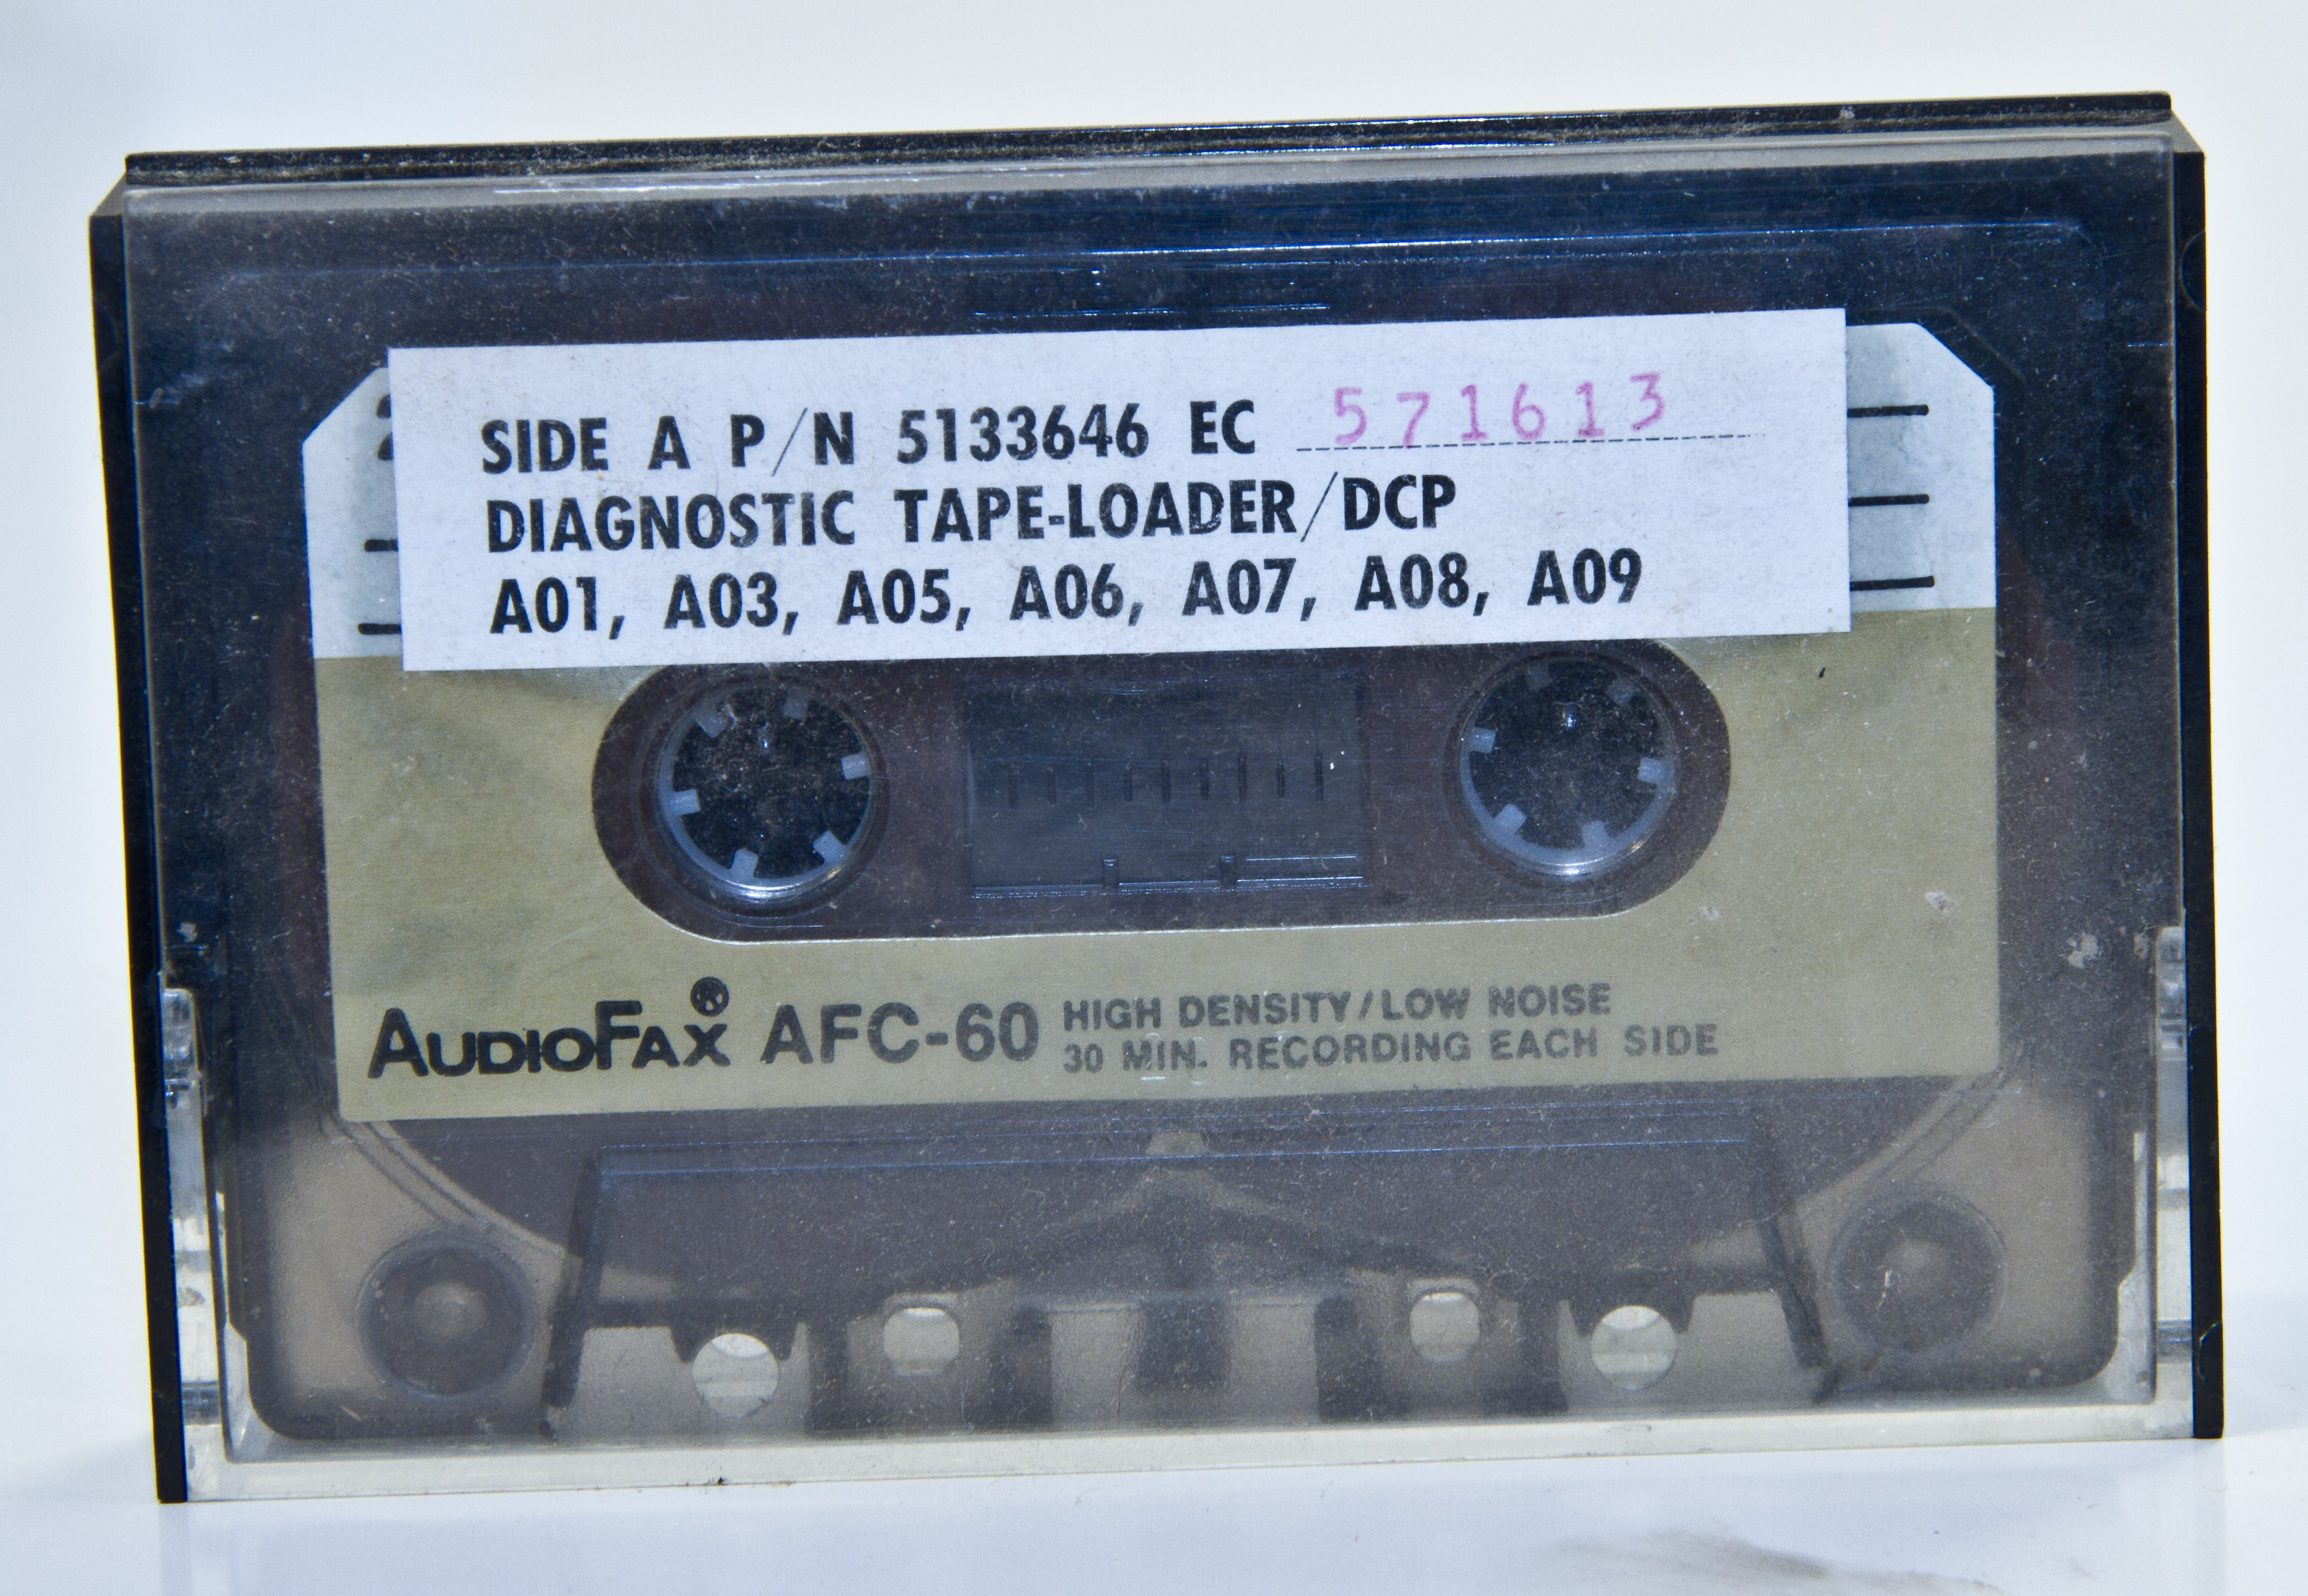 SIDE A P/N 5133646 EC 571613
DIAGNOSTIC TAPE-LOADER/DCP
A01, A03, A05, A06, A07, A08, A09
AUDIOFAX AFC-60 HIGH DENSITY/LOW NOISE
30 MIN. RECORDING EACH SIDE